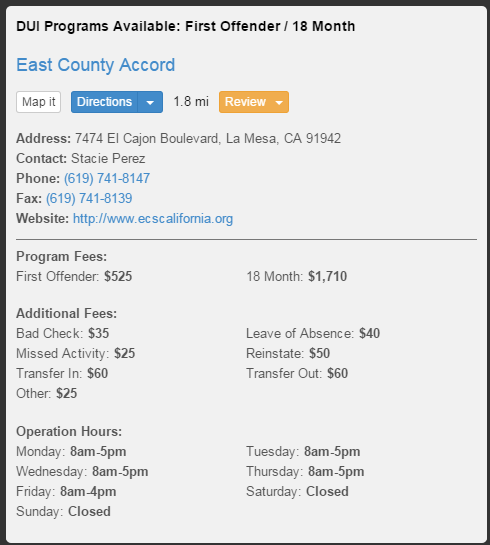 DUI Programs Available: First Offender / 18 Month
East County Accord
Map it Directions 1.8 mi Review
Address: 7474 El Cajon Boulevard, La Mesa, CA 91942
Contact: Stacie Perez
Phone: (619) 741-8147
Fax: (619) 741-8139
Website: http://www.ecscalifornia.org
Program Fees:
First Offender: $525 18 Month: $1,710
Additional Fees:
Bad Check: $35 Leave of Absence: $40
Missed Activity: $25 Reinstate: $50
Transfer In: $60 Transfer Out: $60
Other: $25
Operation Hours:
Monday: 8am-5pm Tuesday: 8am-5pm
Wednesday: 8am-5pm Thursday: 8am-5pm
Friday: 8am-4pm Saturday: Closed
Sunday: Closed